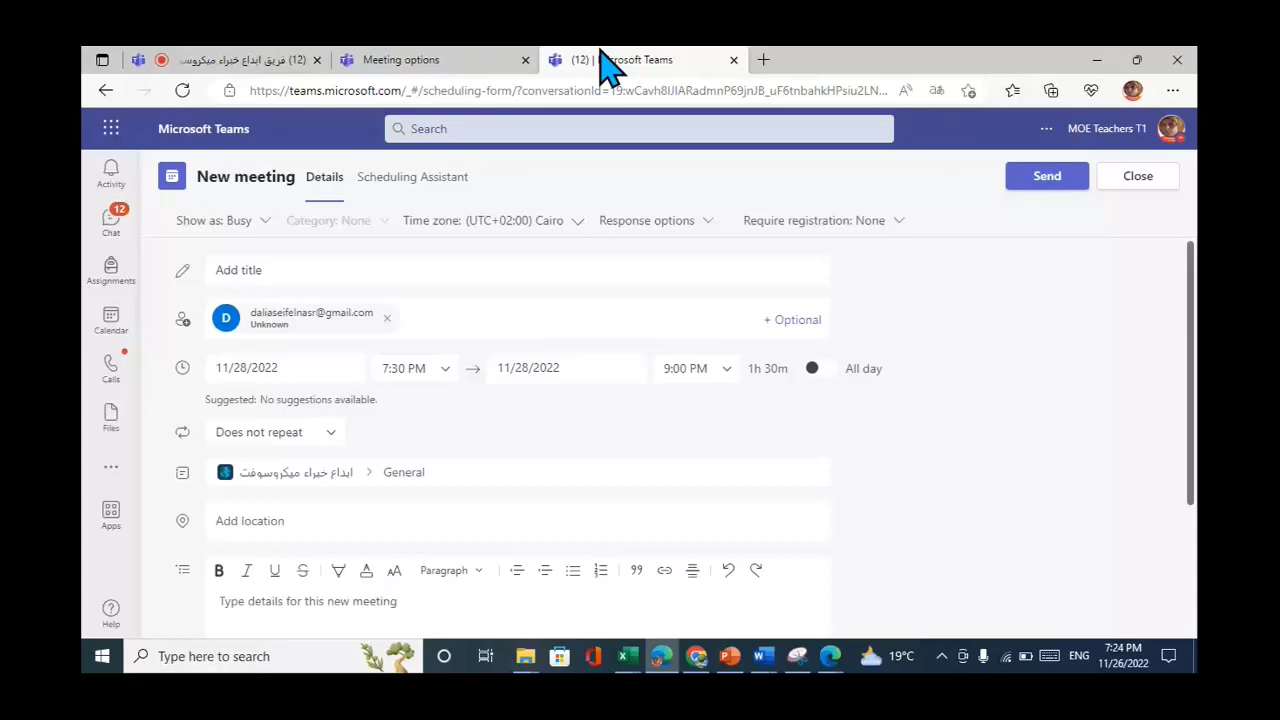 (12) فريق ابداع خبراء ميكروسو
Meeting options
(12) | Microsoft Teams
https://teams.microsoft.com/_#/scheduling-form/?conversationId=19:wCavh8IJIARadmnP69jnJB_uF6tnbahkHPsiu2LN...
Microsoft Teams
Search
MOE Teachers T1
New meeting
Details
Scheduling Assistant
Send
Close
Show as: Busy
Category: None
Time zone: (UTC+02:00) Cairo
Response options
Require registration: None
Activity
12
Chat
Assignments
Calendar
Calls
Files
Apps
Help
Add title
D
daliaseifelnasr@gmail.com
Unknown
+ Optional
11/28/2022
7:30 PM
11/28/2022
9:00 PM
1h 30m
All day
Suggested: No suggestions available.
Does not repeat
ابداع خبراء ميكروسوفت > General
Add location
Paragraph
Type details for this new meeting
Type here to search
19°C
ENG
7:24 PM
11/26/2022